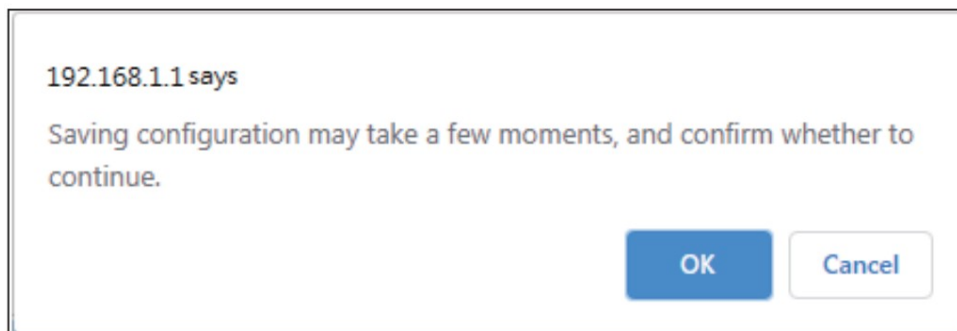 192.168.1.1 says
Saving configuration may take a few moments, and confirm whether to
continue.
OK
Cancel